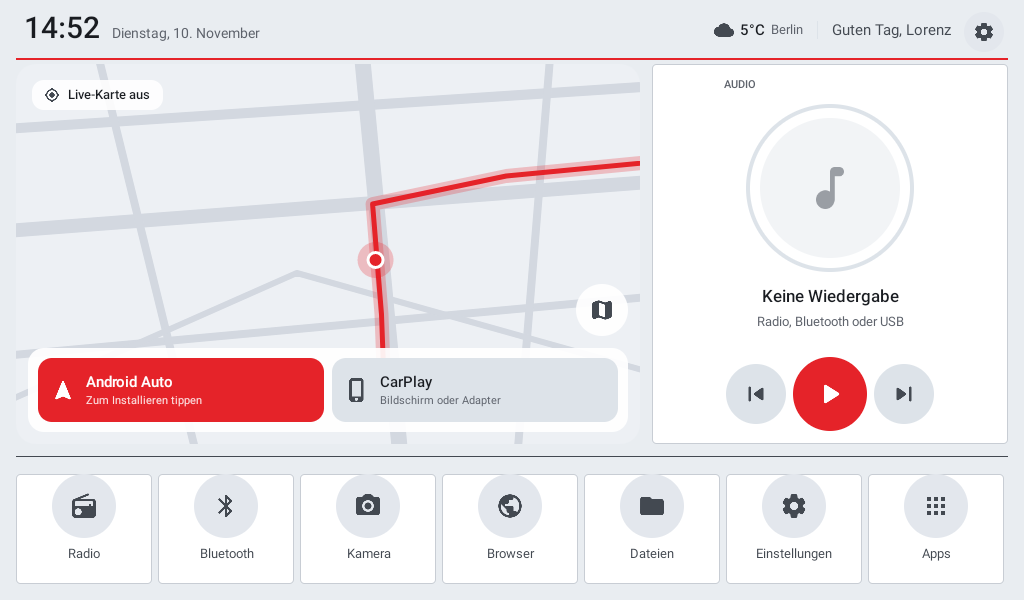 14:52
Dienstag, 10. November
5°C
Berlin
Guten Tag, Lorenz
Live-Karte aus
AUDIO
Keine Wiedergabe
Radio, Bluetooth oder USB
Android Auto
Zum Installieren tippen
CarPlay
Bildschirm oder Adapter
Radio
Bluetooth
Kamera
Browser
Dateien
Einstellungen
Apps